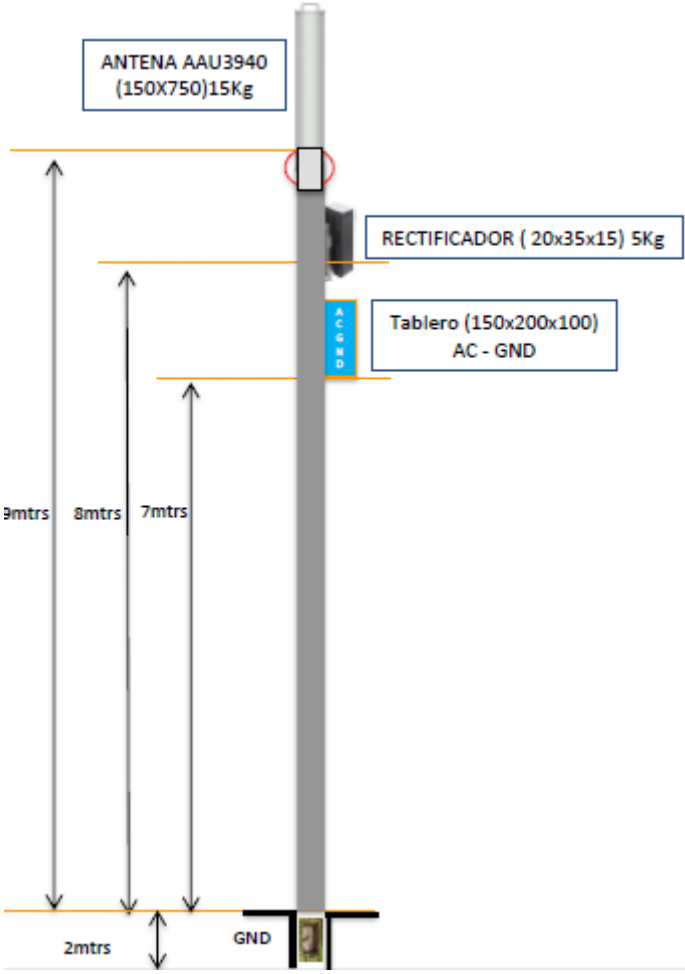 ANTENA AAU3940
(150X750)15Kg
RECTIFICADOR ( 20x35x15) 5Kg
A
C
G
N
D
Tablero (150x200x100)
AC - GND
9mtrs
8mtrs
7mtrs
GND
2mtrs